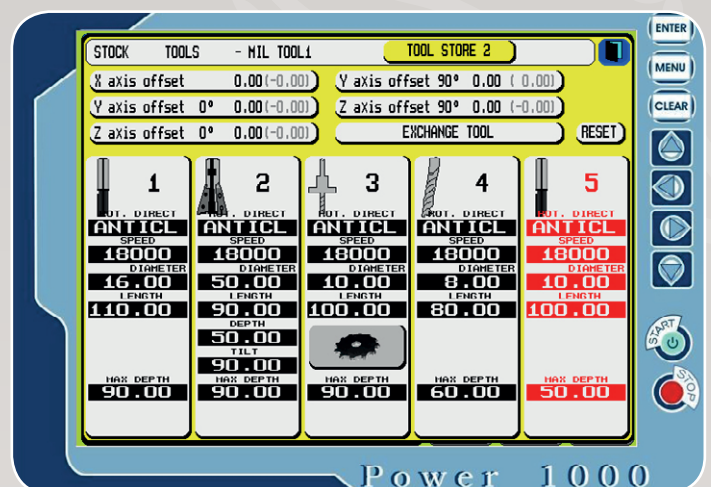 STOCK TOOLS - MIL TOOL1 TOOL STORE 2
X axis offset 0.00(-0.00) Y axis offset 90° 0.00 ( 0.00)
Y axis offset 0° 0.00(-0.00) Z axis offset 90° 0.00 (-0.00)
Z axis offset 0° 0.00(-0.00) EXCHANGE TOOL RESET
1 2 3 4 5
ROT. DIRECT ROT. DIRECT ROT. DIRECT ROT. DIRECT ROT. DIRECT
ANTICL ANTICL ANTICL ANTICL ANTICL
SPEED SPEED SPEED SPEED SPEED
18000 18000 18000 18000 18000
DIAMETER DIAMETER DIAMETER DIAMETER DIAMETER
16.00 50.00 10.00 8.00 10.00
LENGTH LENGTH LENGTH LENGTH LENGTH
110.00 90.00 100.00 80.00 100.00
DEPTH
50.00
TILT
90.00
MAX DEPTH MAX DEPTH MAX DEPTH MAX DEPTH MAX DEPTH
90.00 90.00 90.00 60.00 50.00
ENTER
MENU
CLEAR
START
STOP
Power 1000